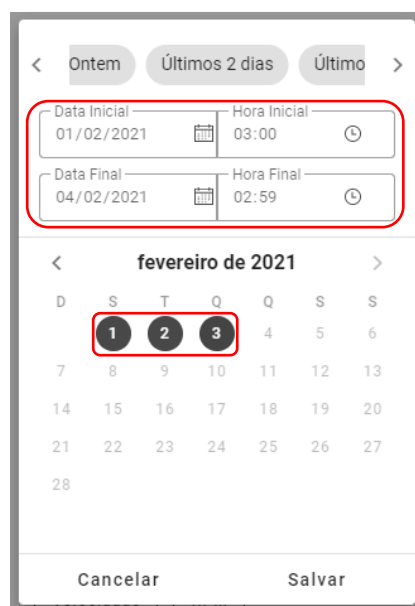 Ontem Últimos 2 dias Último
Data Inicial Hora Inicial
01/02/2021 03:00
Data Final Hora Final
04/02/2021 02:59
fevereiro de 2021
D S T Q Q S S
1 2 3 4 5 6
7 8 9 10 11 12 13
14 15 16 17 18 19 20
21 22 23 24 25 26 27
28
Cancelar Salvar